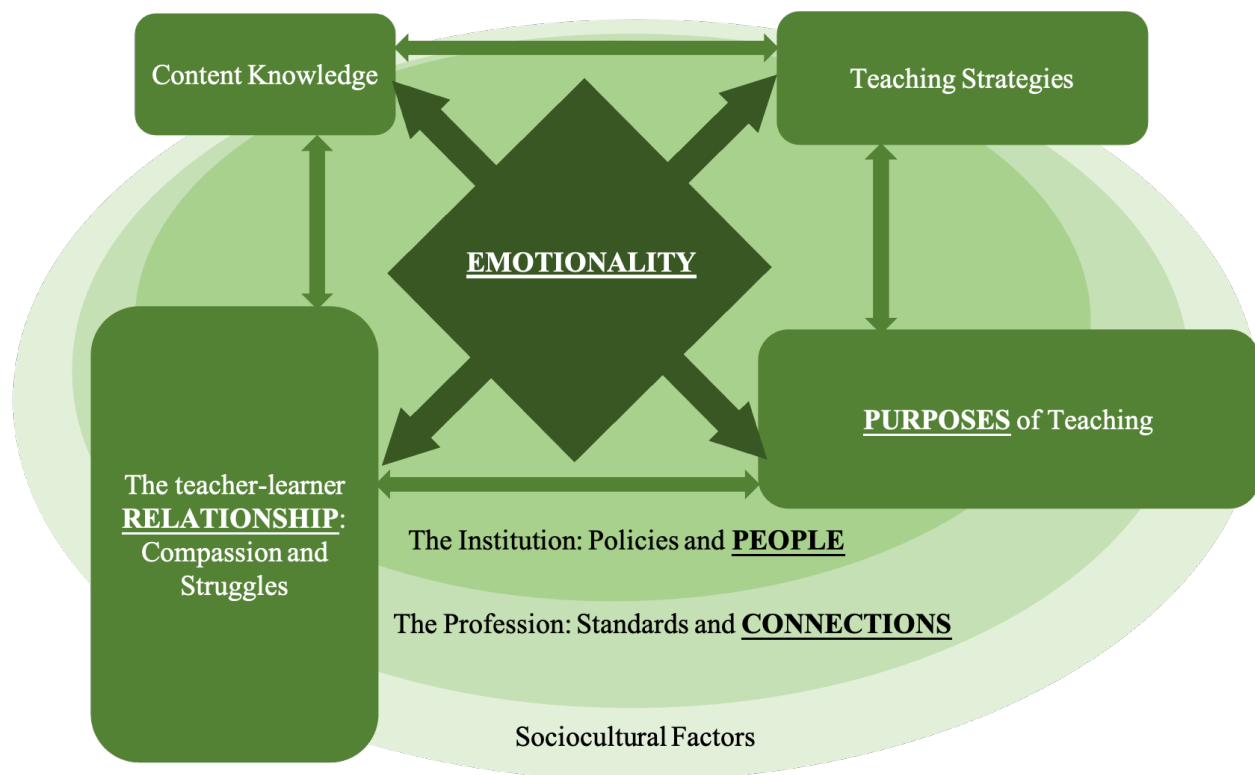 Content Knowledge
Teaching Strategies
EMOTIONALITY
PURPOSES of Teaching
The teacher-learner
RELATIONSHIP:
Compassion and
Struggles
The Institution: Policies and PEOPLE
The Profession: Standards and CONNECTIONS
Sociocultural Factors